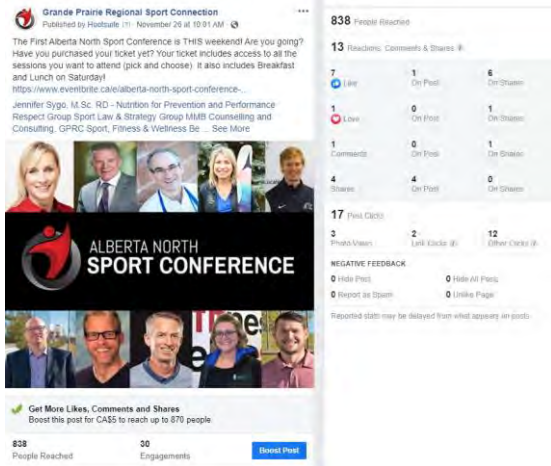 Grande Prairie Regional Sport Connection
Published by Hootsuite [?] · November 26 at 10:01 AM ·
The First Alberta North Sport Conference is THIS weekend! Are you going?
Have you purchased your ticket yet? Your ticket includes access to all the
sessions you want to attend (pick and choose). It also includes Breakfast
and Lunch on Saturday!
https://www.eventbrite.ca/e/alberta-north-sport-conference-...
Jennifer Sygo, M.Sc. RD - Nutrition for Prevention and Performance
Respect Group Sport Law & Strategy Group MMB Counselling and
Consulting, GPRC Sport, Fitness & Wellness Be ... See More
ALBERTA NORTH
SPORT CONFERENCE
Get More Likes, Comments and Shares
Boost this post for CA$5 to reach up to 870 people.
838
People Reached
30
Engagements
Boost Post
838 People Reached
13 Reactions, Comments & Shares
7 1 6
Like On Post On Shares
1 0 1
Love On Post On Shares
1 0 1
Comments On Post On Shares
4 4 0
Shares On Post On Shares
17 Post Clicks
3 2 12
Photo Views Link Clicks Other Clicks
NEGATIVE FEEDBACK
0 Hide Post 0 Hide All Posts
0 Report as Spam 0 Unlike Page
Reported stats may be delayed from what appears on posts